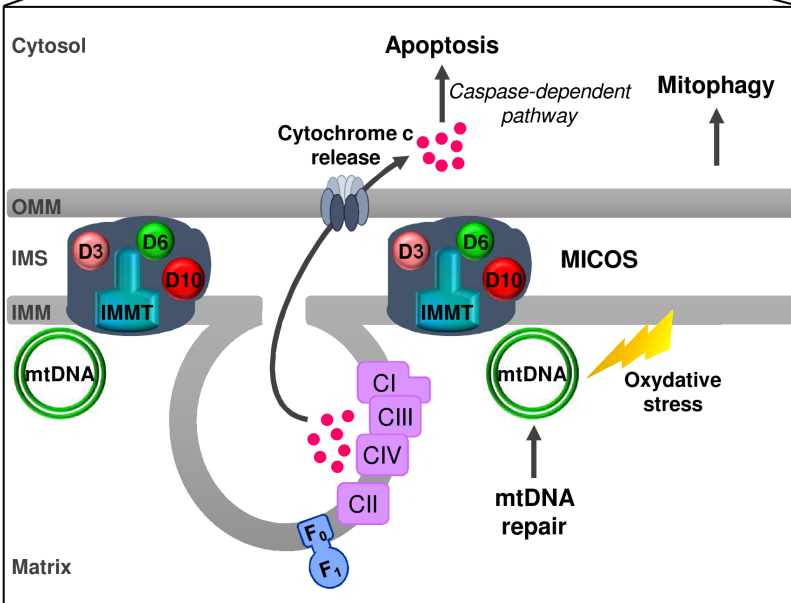 Cytosol
Apoptosis
Caspase-dependent
pathway
Mitophagy
Cytochrome c
release
OMM
D3
D6
D10
IMMT
D3
D6
D10
IMMT
IMS
MICOS
IMM
mtDNA
mtDNA
Oxydative
stress
CI
CIII
CIV
CII
mtDNA
repair
F0
F1
Matrix